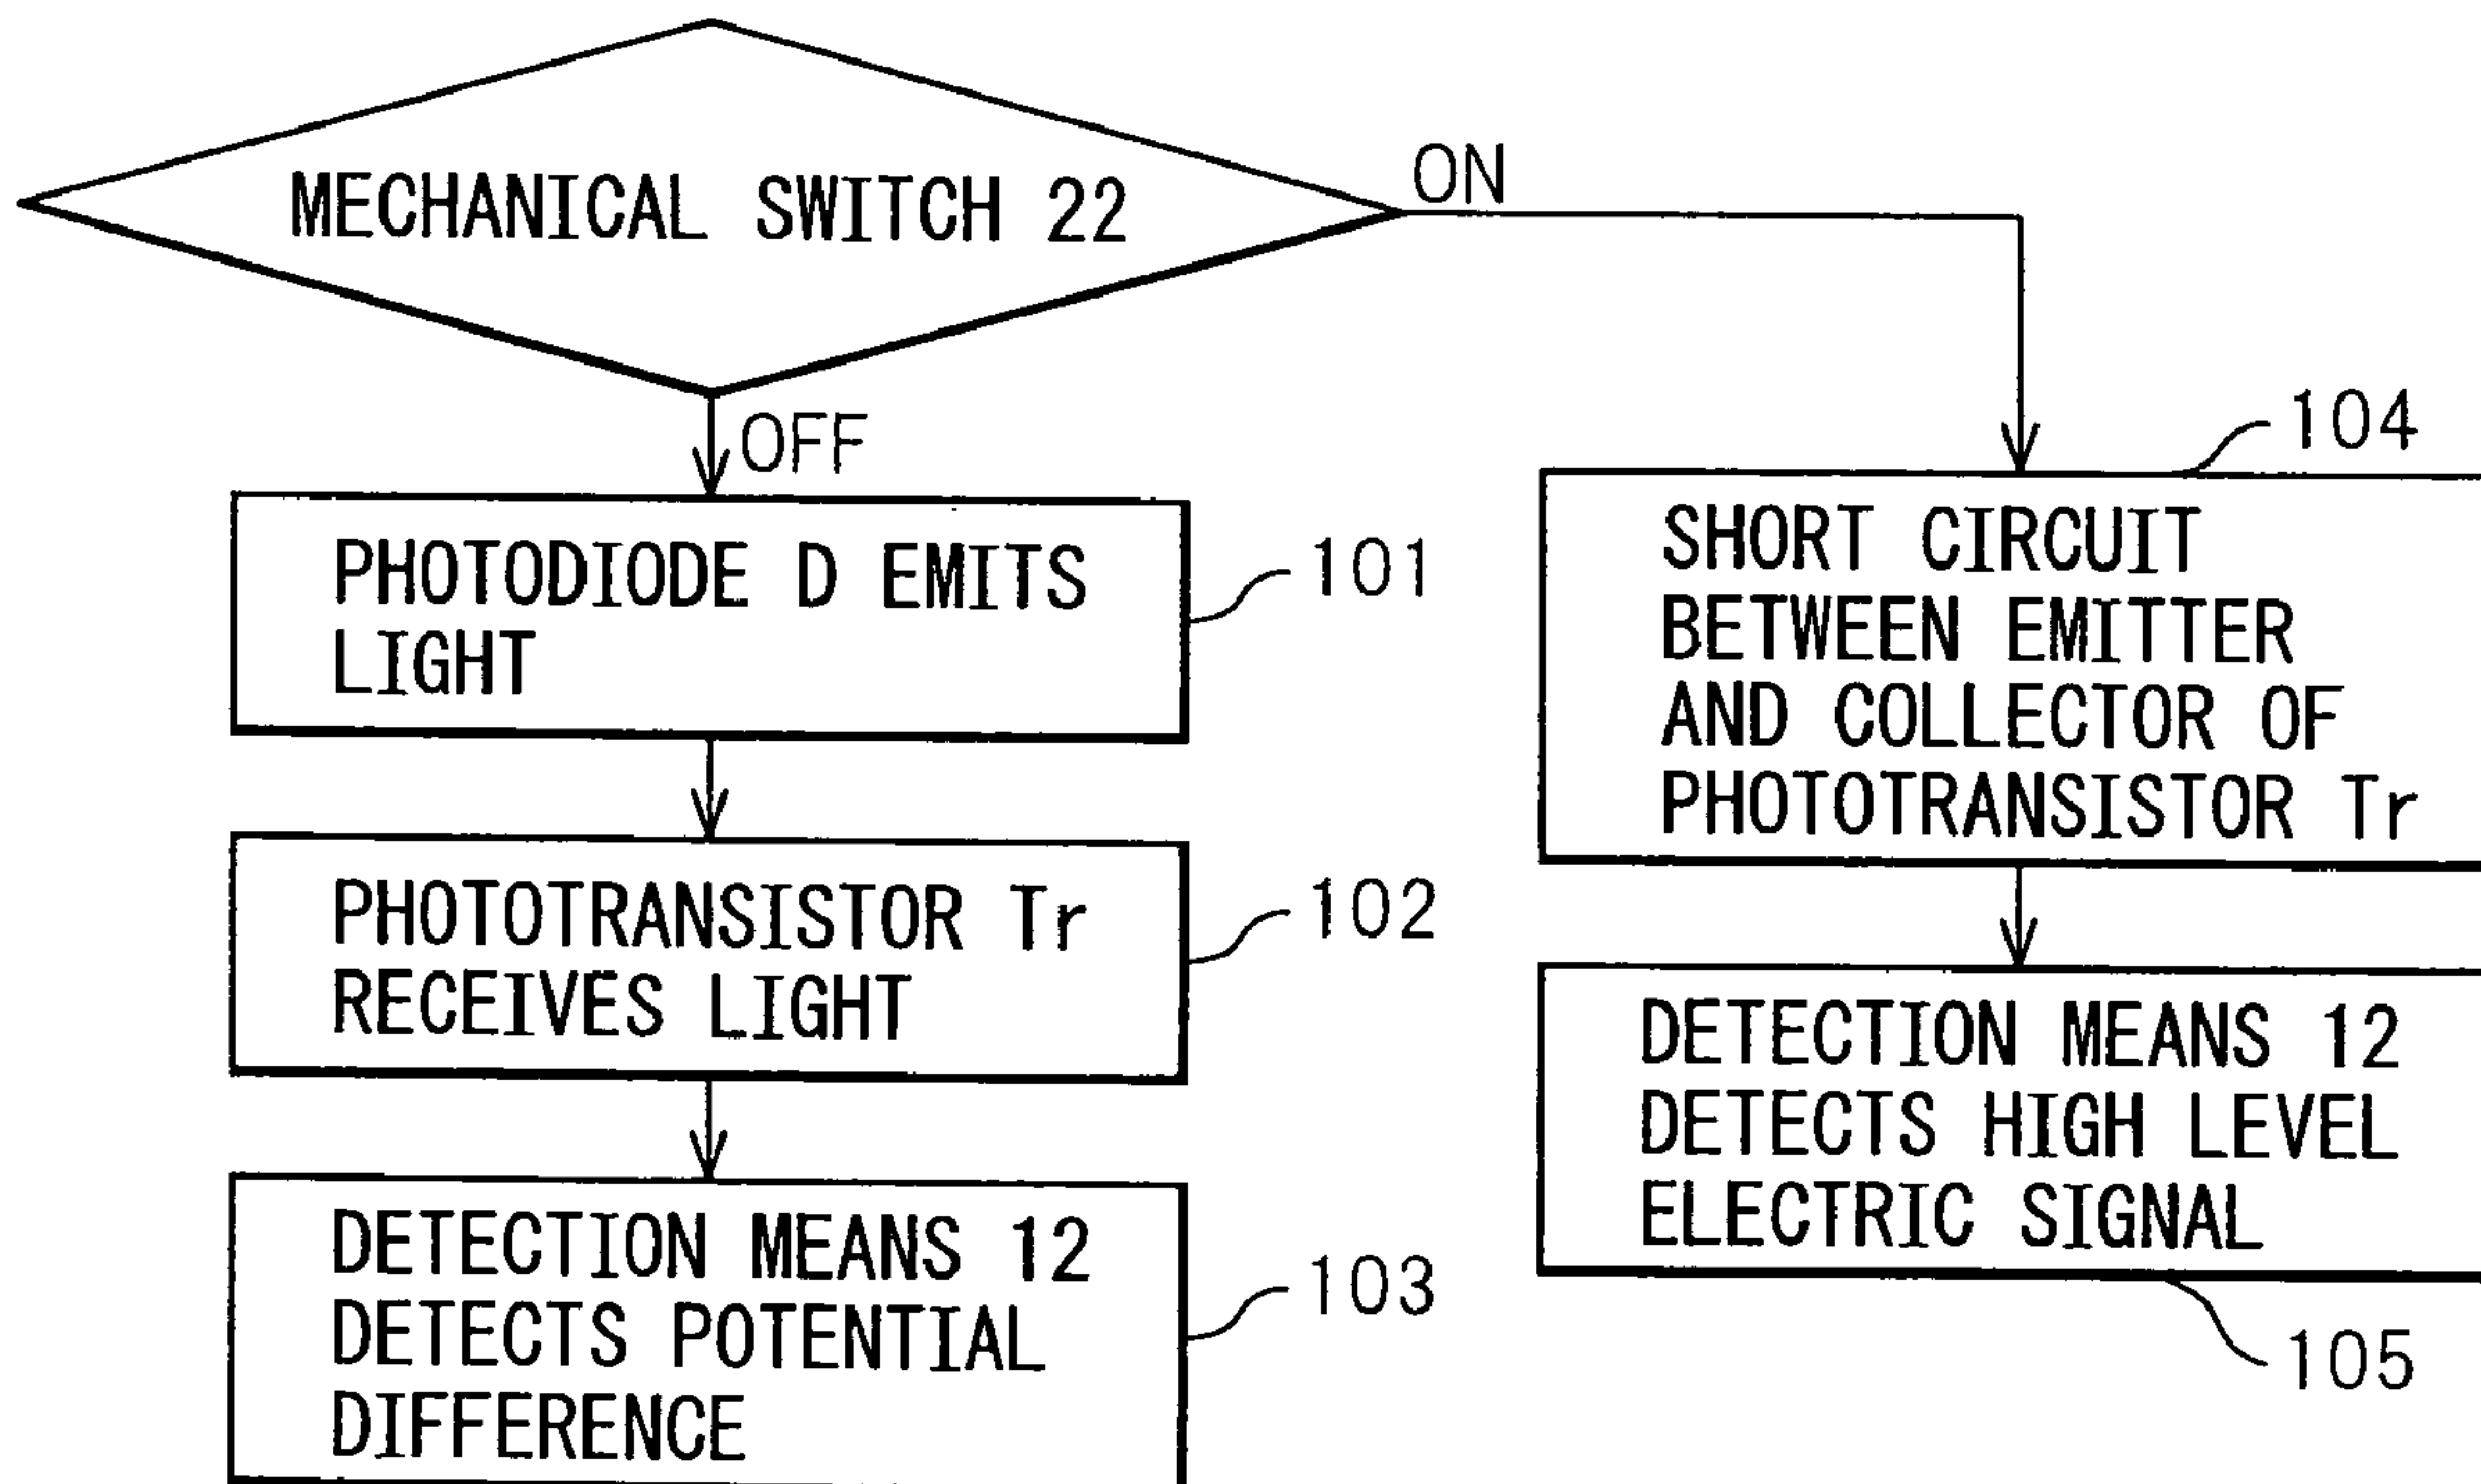 MECHANICAL SWITCH 22
ON
OFF
PHOTODIODE D EMITS
LIGHT
101
PHOTOTRANSISTOR Tr
RECEIVES LIGHT
102
DETECTION MEANS 12
DETECTS POTENTIAL
DIFFERENCE
103
104
SHORT CIRCUIT
BETWEEN EMITTER
AND COLLECTOR OF
PHOTOTRANSISTOR Tr
DETECTION MEANS 12
DETECTS HIGH LEVEL
ELECTRIC SIGNAL
105